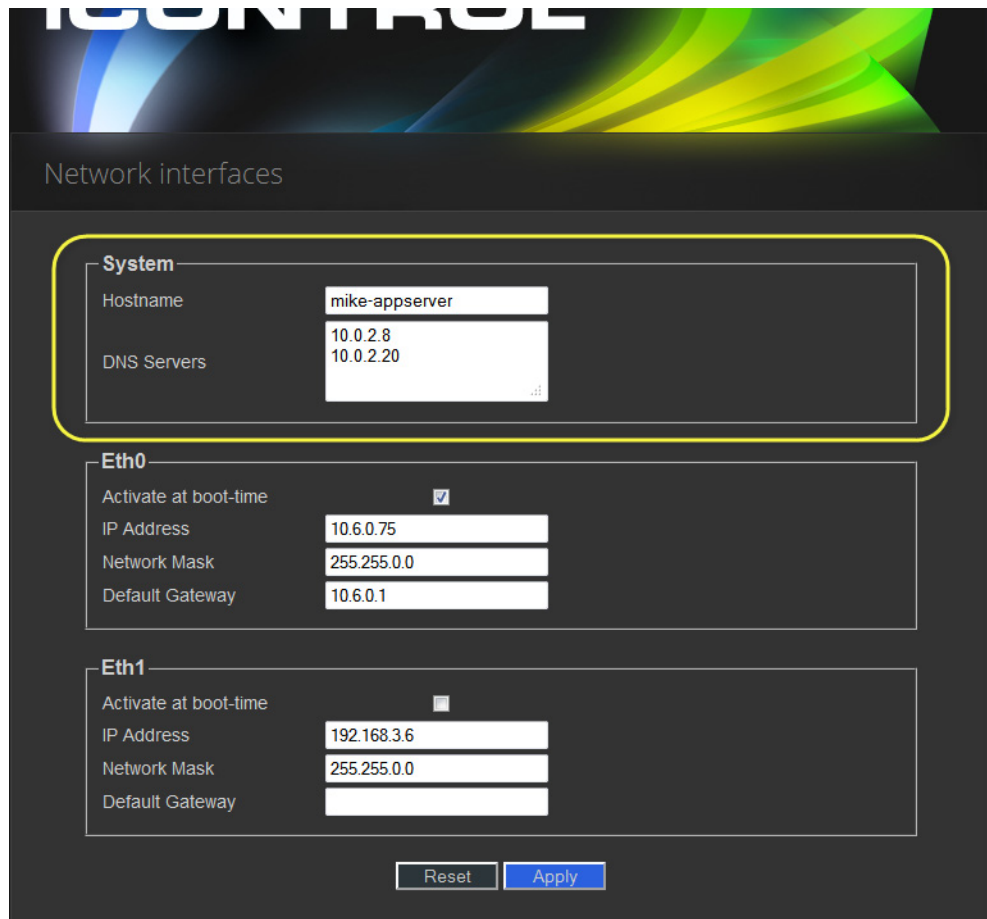 iCONTROL
Network interfaces
System
Hostname mike-appserver
DNS Servers 10.0.2.8
10.0.2.20
Eth0
Activate at boot-time
IP Address 10.6.0.75
Network Mask 255.255.0.0
Default Gateway 10.6.0.1
Eth1
Activate at boot-time
IP Address 192.168.3.6
Network Mask 255.255.0.0
Default Gateway
Reset Apply